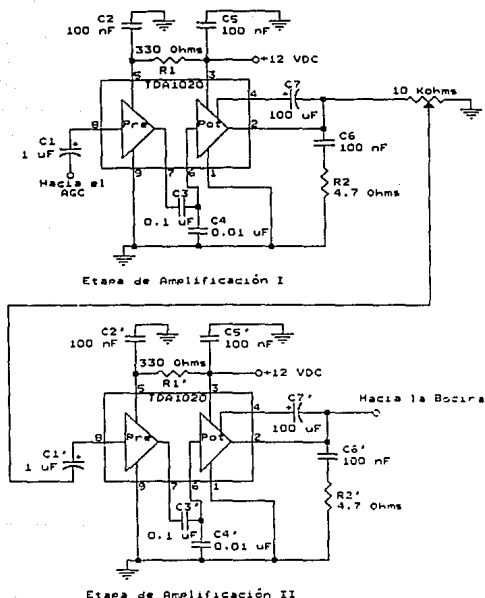 C2
100 nF
C5
100 nF
330 Ohms
R1
+12 VDC
TDA1020
5
3
4
C7
100 uF
10 Kohms
C1
1 uF
8
Pre
Pot
2
C6
100 nF
Hacia el
AGC
9
7
6
1
C3
0.1 uF
C4
0.01 uF
R2
4.7 Ohms
Etapa de Amplificación I
C2'
100 nF
C5'
100 nF
330 Ohms
R1'
+12 VDC
TDA1020
5
3
4
C7'
100 uF
Hacia la Bocina
C1'
1 uF
8
Pre
Pot
2
C6'
100 nF
9
7
6
1
C3'
0.1 uF
C4'
0.01 uF
R2'
4.7 Ohms
Etapa de Amplificación II